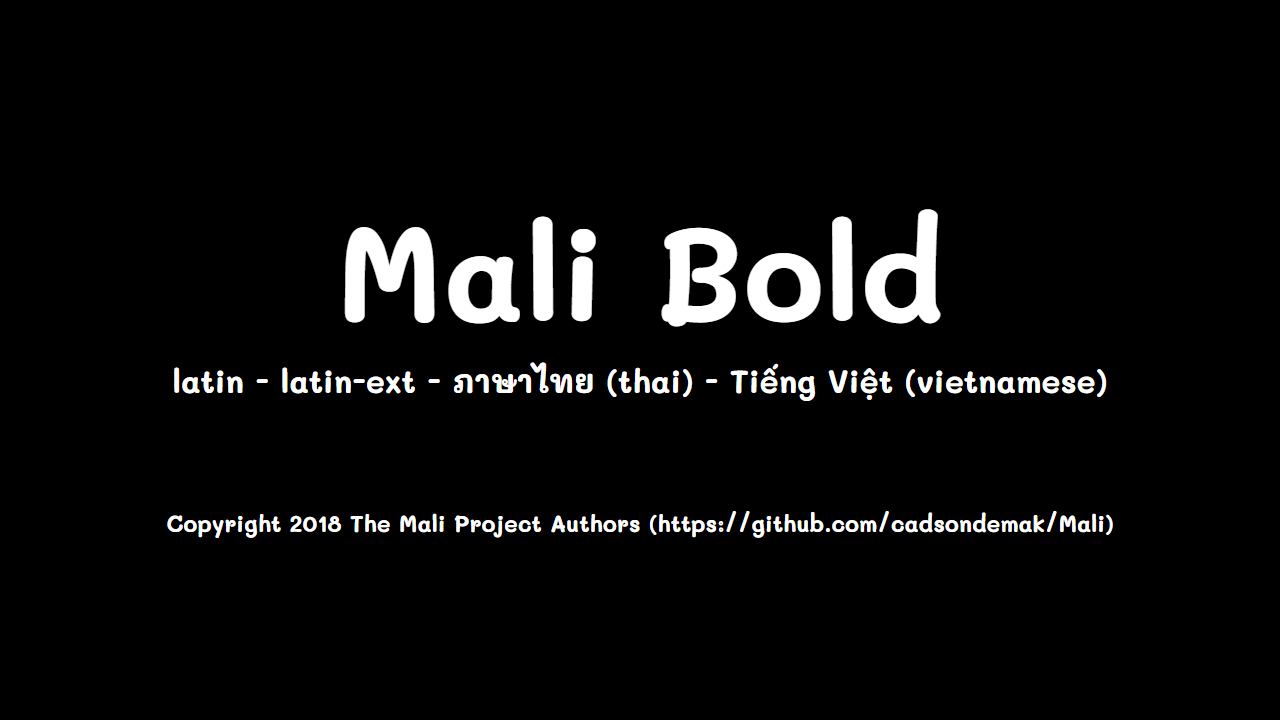 Mali Bold
latin - latin-ext - ภาษาไทย (thai) - Tiếng Việt (vietnamese)
Copyright 2018 The Mali Project Authors (https://github.com/cadsondemak/Mali)